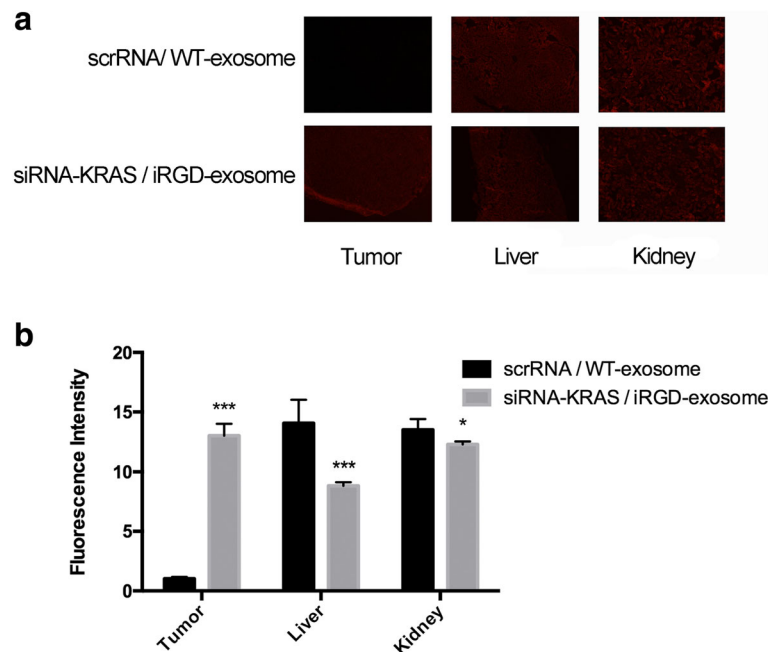 a
scrRNA/ WT-exosome
siRNA-KRAS / iRGD-exosome
Tumor Liver Kidney
b
20
15
10
5
0
Fluorescence Intensity
***
***
*
scrRNA / WT-exosome
siRNA-KRAS / iRGD-exosome
Tumor
Liver
Kidney